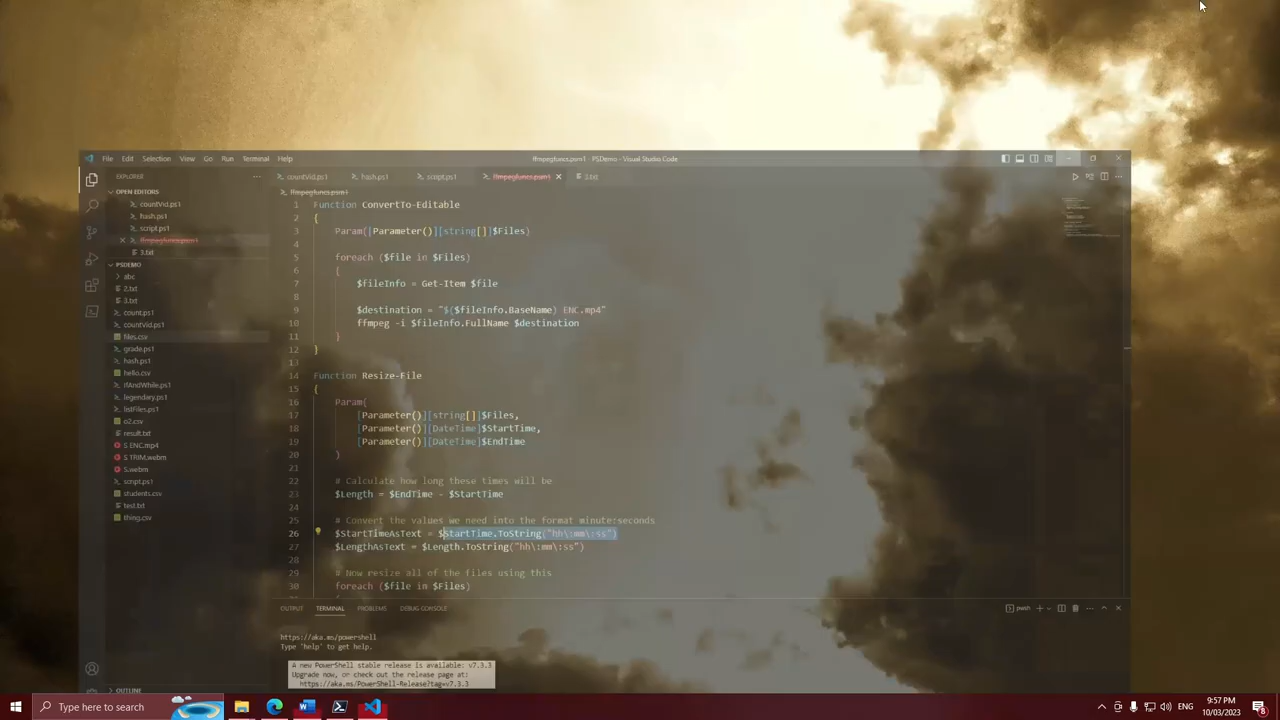 File Edit Selection View Go Run Terminal Help
ffmpegfuncs.psm1 - PSDemo - Visual Studio Code
EXPLORER
OPEN EDITORS
countVid.ps1
hash.ps1
script.ps1
ffmpegfuncs.psm1
3.txt
PSDEMO
abc
2.txt
3.txt
count.ps1
countVid.ps1
files.csv
grade.ps1
hash.ps1
hello.csv
ifAndWhile.ps1
legendary.ps1
listFiles.ps1
o2.csv
result.txt
S ENC.mp4
S TRIM.webm
S.webm
script.ps1
students.csv
test.txt
thing.csv
OUTLINE
countVid.ps1 hash.ps1 script.ps1 ffmpegfuncs.psm1 3.txt
ffmpegfuncs.psm1
1 Function ConvertTo-Editable
2 {
3 Param([Parameter()][string[]]$Files)
4
5 foreach ($file in $Files)
6 {
7 $fileInfo = Get-Item $file
8
9 $destination = "$($fileInfo.BaseName) ENC.mp4"
10 ffmpeg -i $fileInfo.FullName $destination
11 }
12 }
13
14 function Resize-File
15 {
16 Param(
17 [Parameter()][string[]]$Files,
18 [Parameter()][DateTime]$StartTime,
19 [Parameter()][DateTime]$EndTime
20 )
21
22 # Calculate how long these times will be
23 $Length = $EndTime - $StartTime
24
25 # Convert the values we need into the format minute:seconds
26 $StartTimeAsText = $StartTime.ToString("hh\:mm\:ss")
27 $LengthAsText = $Length.ToString("hh\:mm\:ss")
28
29 # Now resize all of the files using this
30 foreach ($file in $Files)
OUTPUT TERMINAL PROBLEMS DEBUG CONSOLE
pwsh
https://aka.ms/powershell
Type 'help' to get help.
A new PowerShell stable release is available: v7.3.3
Upgrade now, or check out the release page at:
https://aka.ms/PowerShell-Release?tag=v7.3.3
Type here to search
ENG
9:57 PM
10/03/2023
8